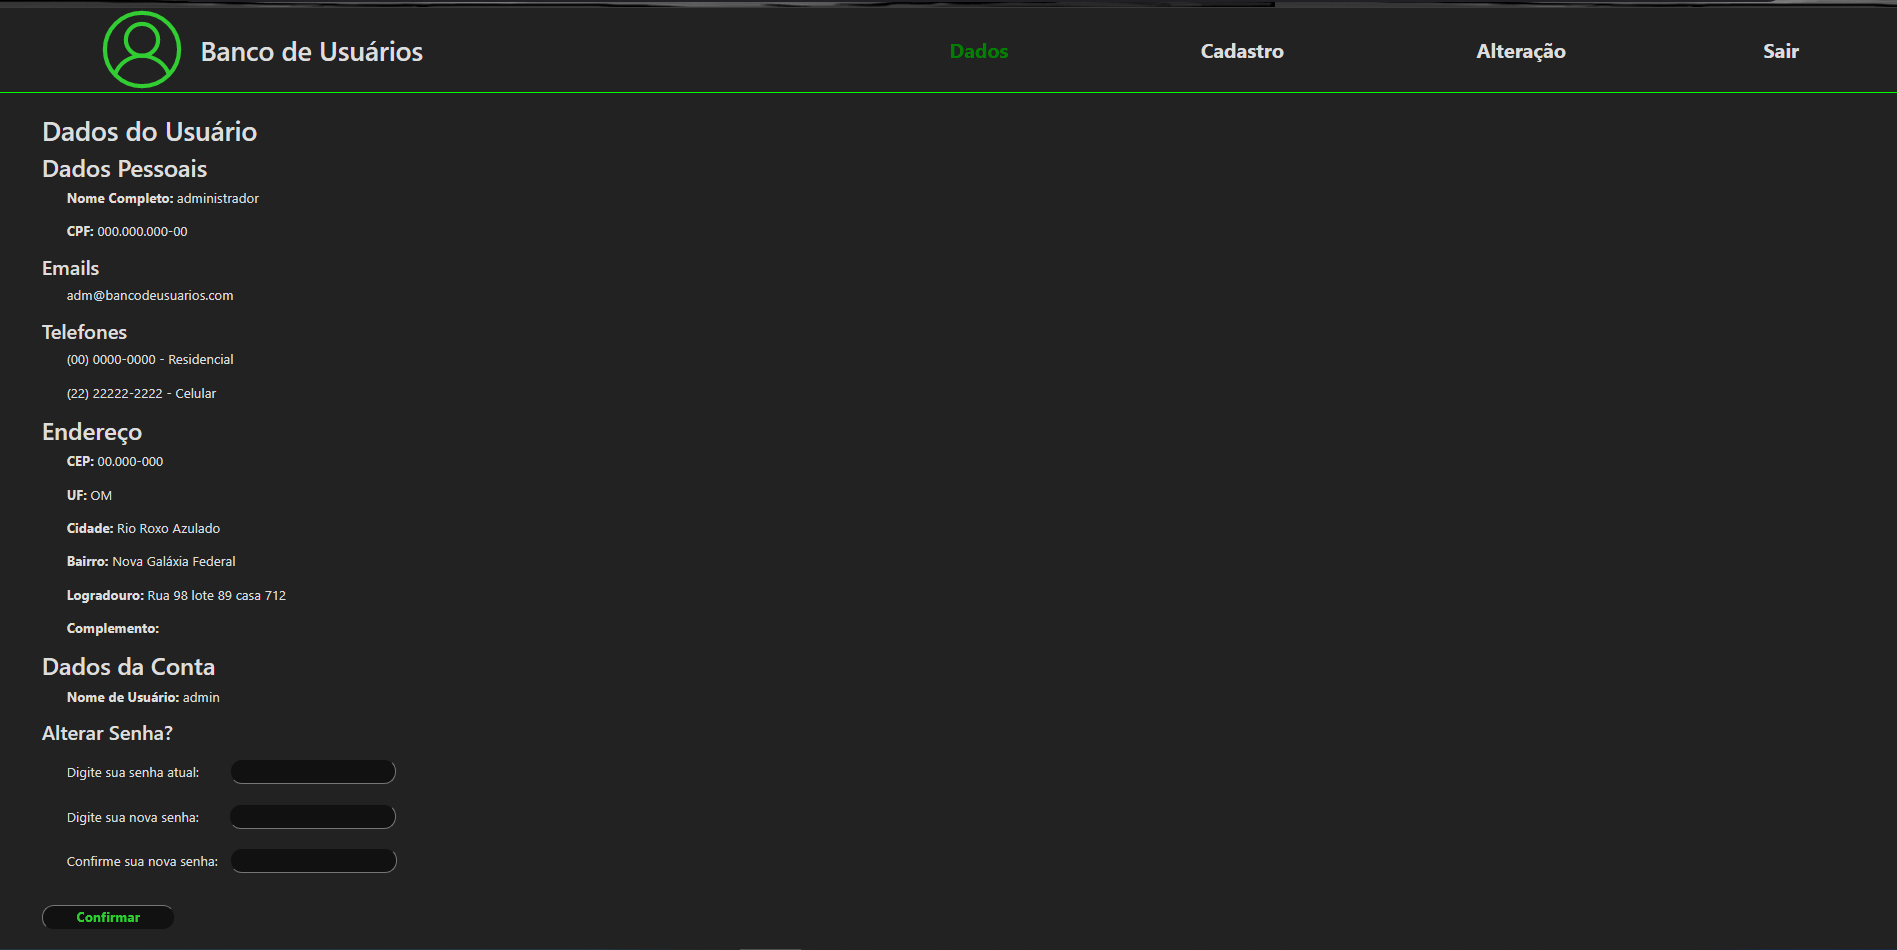 Banco de Usuários
Dados
Cadastro
Alteração
Sair
Dados do Usuário
Dados Pessoais
Nome Completo: administrador
CPF: 000.000.000-00
Emails
adm@bancodeusuarios.com
Telefones
(00) 0000-0000 - Residencial
(22) 22222-2222 - Celular
Endereço
CEP: 00.000-000
UF: OM
Cidade: Rio Roxo Azulado
Bairro: Nova Galáxia Federal
Logradouro: Rua 98 lote 89 casa 712
Complemento:
Dados da Conta
Nome de Usuário: admin
Alterar Senha?
Digite sua senha atual:
Digite sua nova senha:
Confirme sua nova senha:
Confirmar